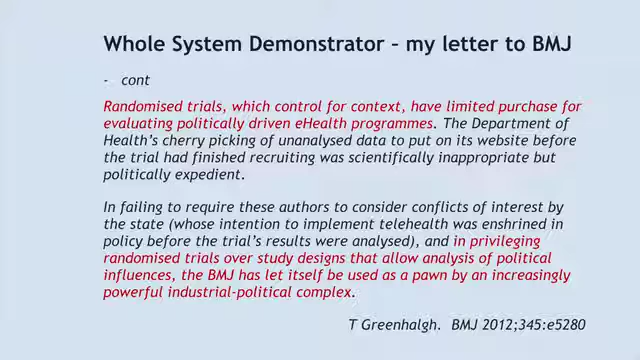 Whole System Demonstrator – my letter to BMJ
- cont
Randomised trials, which control for context, have limited purchase for
evaluating politically driven eHealth programmes. The Department of
Health's cherry picking of unanalysed data to put on its website before
the trial had finished recruiting was scientifically inappropriate but
politically expedient.
In failing to require these authors to consider conflicts of interest by
the state (whose intention to implement telehealth was enshrined in
policy before the trial's results were analysed), and in privileging
randomised trials over study designs that allow analysis of political
influences, the BMJ has let itself be used as a pawn by an increasingly
powerful industrial-political complex.
T Greenhalgh. BMJ 2012;345:e5280